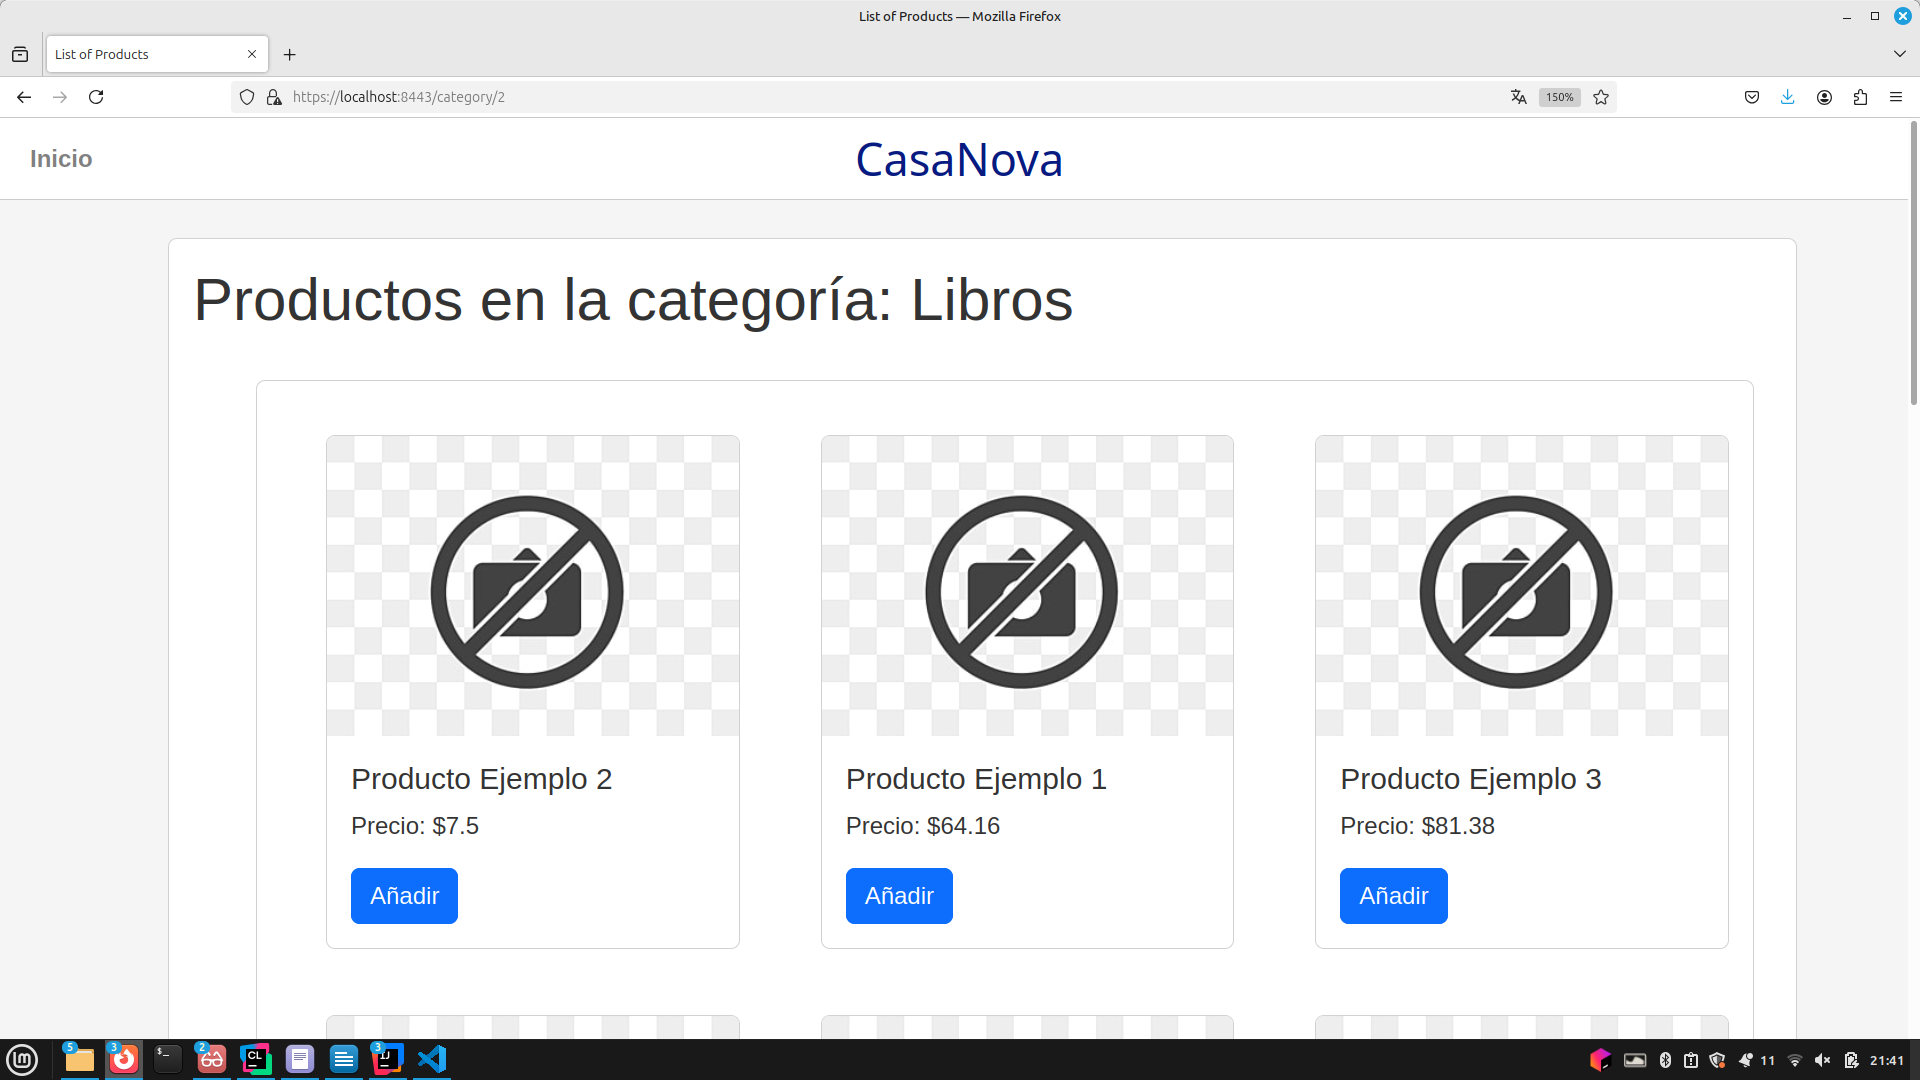 List of Products — Mozilla Firefox
List of Products
https://localhost:8443/category/2
150%
Inicio
CasaNova
Productos en la categoría: Libros
Producto Ejemplo 2
Precio: $7.5
Añadir
Producto Ejemplo 1
Precio: $64.16
Añadir
Producto Ejemplo 3
Precio: $81.38
Añadir
5
3
$_
2
CL
3
IJ
11
21:41